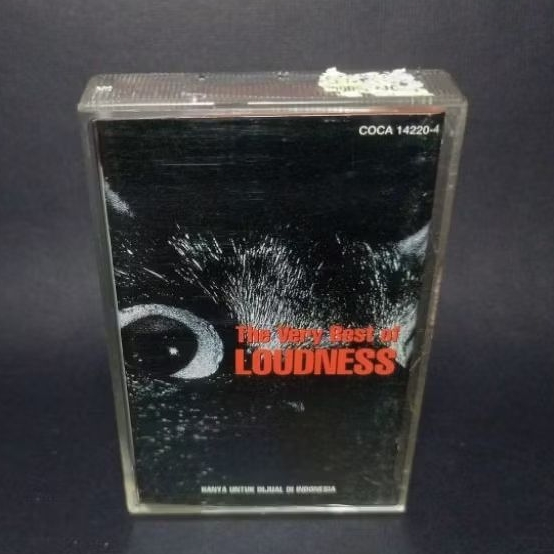 COCA 14220-4
The Very Best of
LOUDNESS
HANYA UNTUK DIJUAL DI INDONESIA